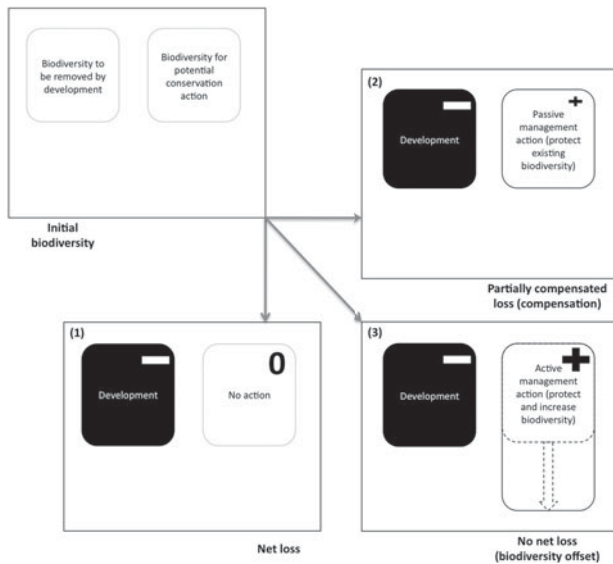 Biodiversity to
be removed by
development
Biodiversity for
potential
conservation
action
Initial
biodiversity
(2)
Development
Passive
management
action (protect
existing
biodiversity)
Partially compensated
loss (compensation)
(1)
Development
0
No action
Net loss
(3)
Development
Active
management
action (protect
and increase
biodiversity)
No net loss
(biodiversity offset)